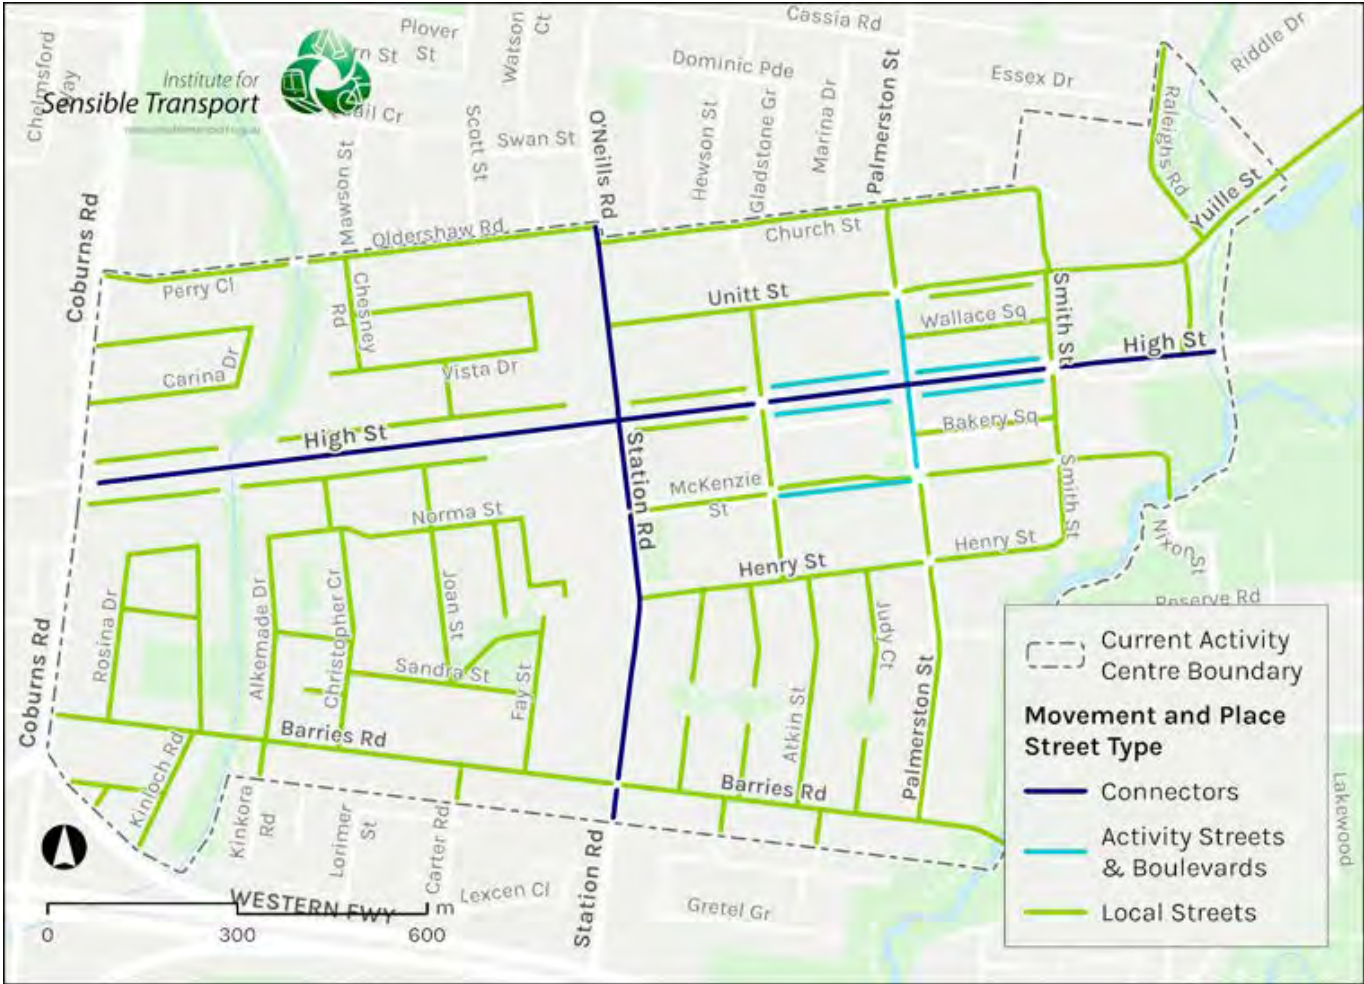 Plover
St
rn St
Watson
Ct
Cassia Rd
Riddle Dr
Chelmsford
Way
Institute for
Sensible Transport
ail Cr
Dominic Pde
Essex Dr
Palmerston St
Scott St
Swan St
Mawson St
O'Neills Rd
Hewson St
Gladstone Gr
Marina Dr
Raleighs Rd
Yuille St
Coburns Rd
Oldershaw Rd
Church St
Perry Cl
Chesney
Rd
Unitt St
Wallace Sq
Smith St
High St
Carina Dr
Vista Dr
High St
Station Rd
Bakery Sq
McKenzie
St
Smith St
Norma St
Henry St
Henry St
Nixon St
Reserve Rd
Rosina Dr
Alkemade Dr
Christopher Cr
Joan St
Sandra St
Fay St
Judy Ct
Atkin St
Palmerston St
Coburns Rd
Barries Rd
Barries Rd
Kinloch Rd
Kinkora
Rd
Lorimer
St
Carter Rd
Lexcen Cl
Station Rd
Gretel Gr
Lakewood
WESTERN FWY
m
0
300
600
Current Activity
Centre Boundary
Movement and Place
Street Type
Connectors
Activity Streets
& Boulevards
Local Streets